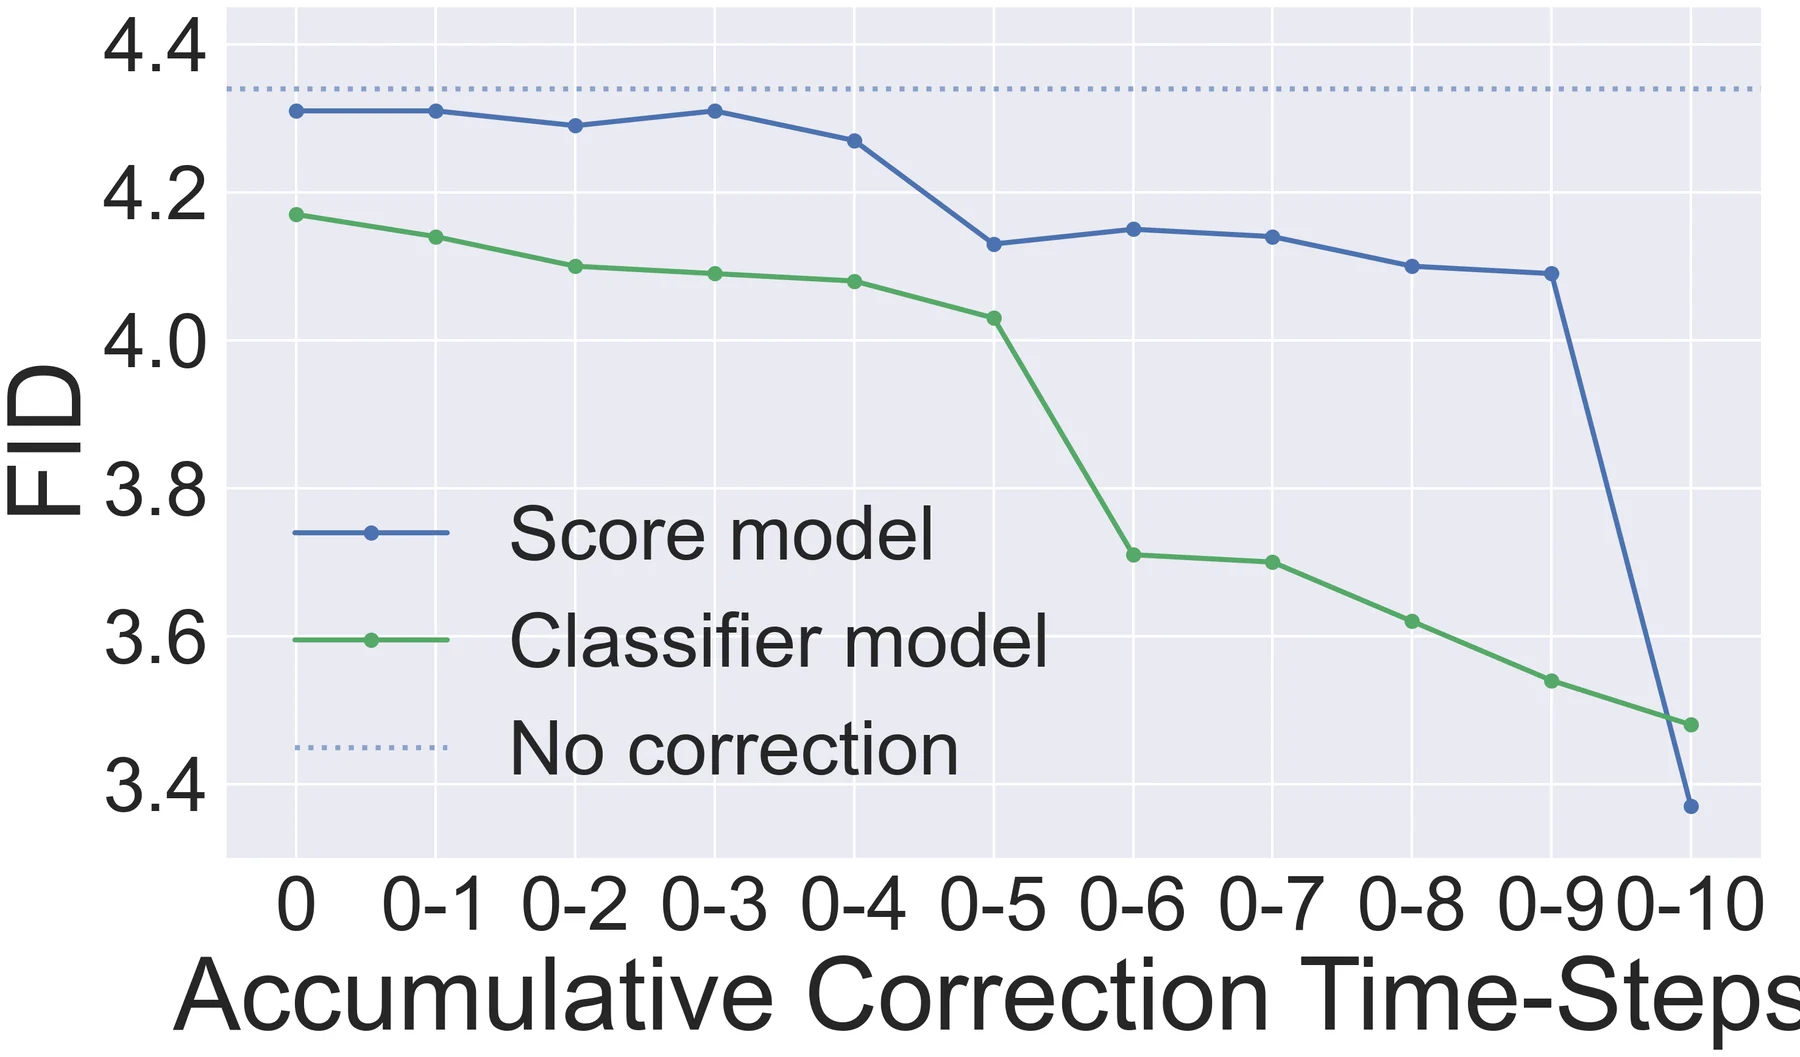 4.4
4.2
4.0
3.8
3.6
3.4
FID
Score model
Classifier model
No correction
0 0-1 0-2 0-3 0-4 0-5 0-6 0-7 0-8 0-9 0-10
Accumulative Correction Time-Steps